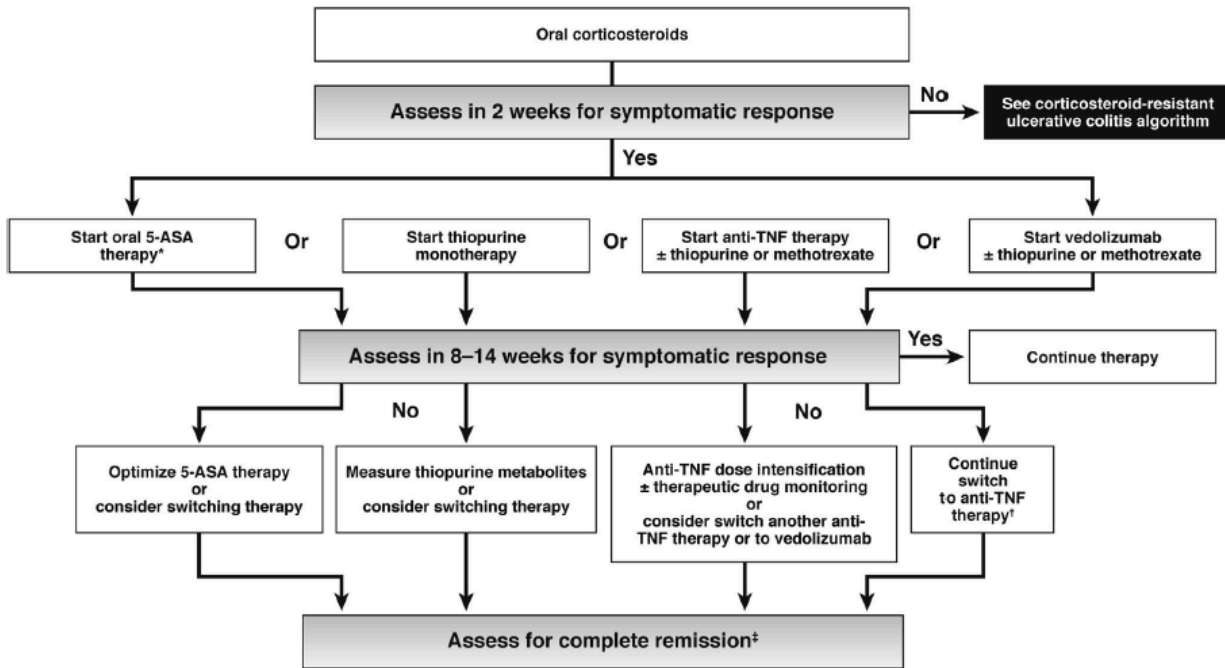 Oral corticosteroids
Assess in 2 weeks for symptomatic response
No
See corticosteroid-resistant
ulcerative colitis algorithm
Yes
Start oral 5-ASA
therapy*
Or
Start thiopurine
monotherapy
Or
Start anti-TNF therapy
± thiopurine or methotrexate
Or
Start vedolizumab
± thiopurine or methotrexate
Assess in 8–14 weeks for symptomatic response
Yes
Continue therapy
No
No
Optimize 5-ASA therapy
or
consider switching therapy
Measure thiopurine metabolites
or
consider switching therapy
Anti-TNF dose intensification
± therapeutic drug monitoring
or
consider switch another anti-
TNF therapy or to vedolizumab
Continue
switch
to anti-TNF
therapy†
Assess for complete remission‡